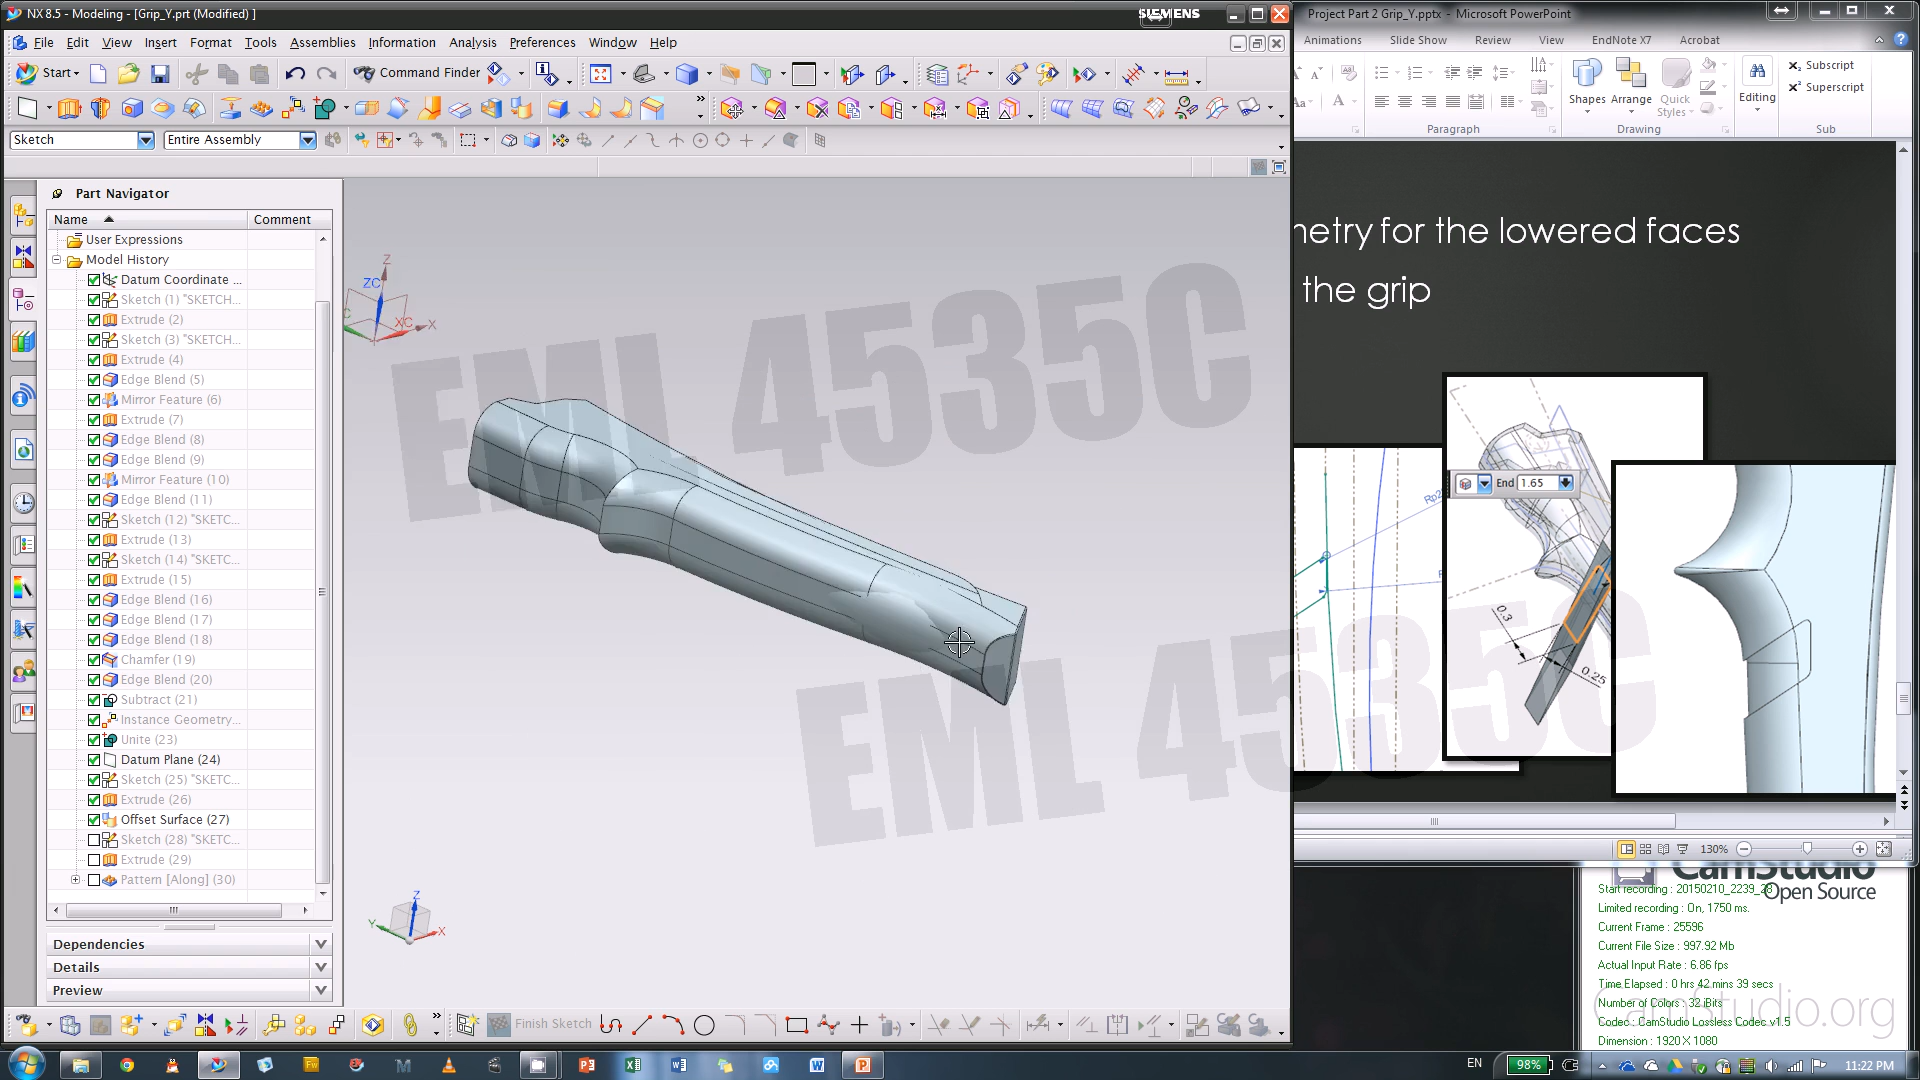 NX 8.5 - Modeling - [Grip_Y.prt (Modified) ]
SIEMENS
File Edit View Insert Format Tools Assemblies Information Analysis Preferences Window Help
Start
Command Finder
Sketch
Entire Assembly
Part Navigator
Name
Comment
User Expressions
Model History
Datum Coordinate ...
Sketch (1) "SKETCH...
Extrude (2)
Sketch (3) "SKETCH...
Extrude (4)
Edge Blend (5)
Mirror Feature (6)
Extrude (7)
Edge Blend (8)
Edge Blend (9)
Mirror Feature (10)
Edge Blend (11)
Sketch (12) "SKETC...
Extrude (13)
Sketch (14) "SKETC...
Extrude (15)
Edge Blend (16)
Edge Blend (17)
Edge Blend (18)
Chamfer (19)
Edge Blend (20)
Subtract (21)
Instance Geometry...
Unite (23)
Datum Plane (24)
Sketch (25) "SKETC...
Extrude (26)
Offset Surface (27)
Sketch (28) "SKETC...
Extrude (29)
Pattern [Along] (30)
Dependencies
Details
Preview
Z
ZC
XC
X
C
Z
Y
X
EML 4535C
EML 4535C
Finish Sketch
Project Part 2 Grip_Y.pptx - Microsoft PowerPoint
Animations Slide Show Review View EndNote X7 Acrobat
Shapes
Arrange
Quick
Styles
Editing
Subscript
Superscript
Paragraph
Drawing
Sub
netry for the lowered faces
the grip
End 1.65
0.3
0.25
130%
CamStudio
Open Source
Start recording : 20150210_2239_28
Limited recording : On, 1750 ms.
Current Frame : 25596
Current File Size : 997.92 Mb
Actual Input Rate : 6.86 fps
Time Elapsed : 0 hrs 42 mins 39 secs
Number of Colors : 32 Bits
Codec : CamStudio Lossless Codec v1.5
Dimension : 1920 X 1080
CamStudio.org
EN
98%
11:22 PM